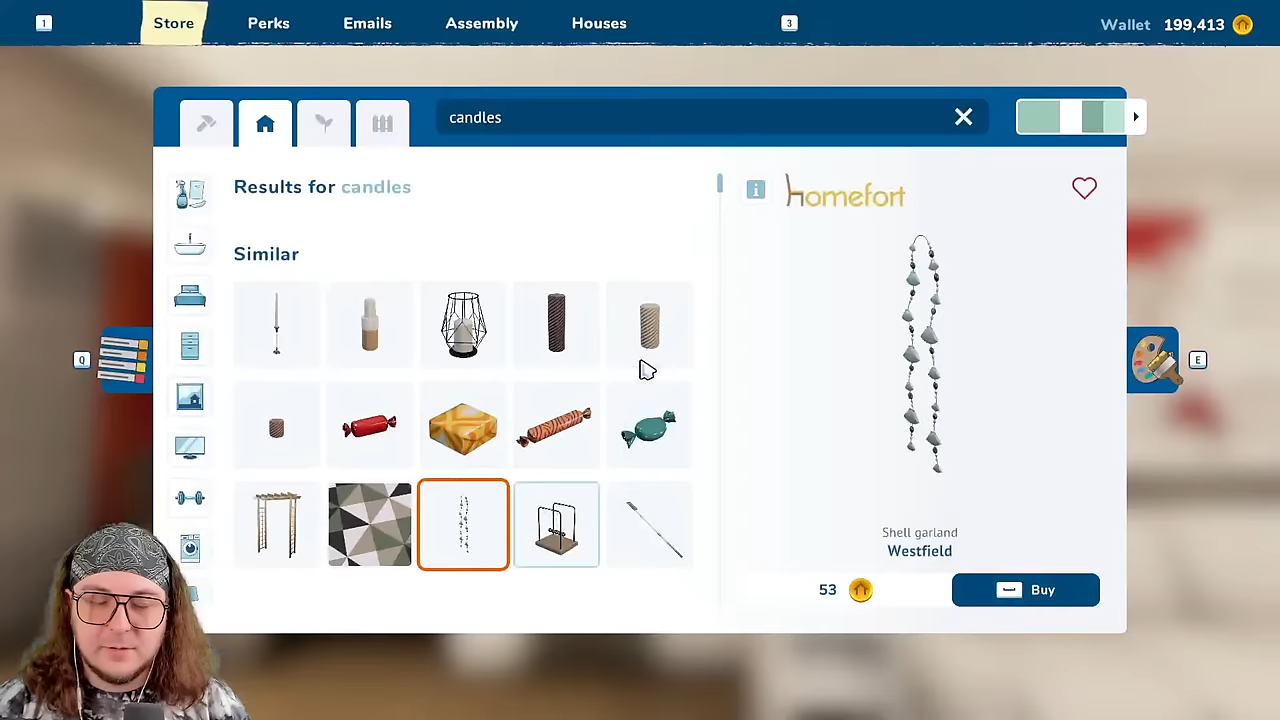 1
Store
Perks
Emails
Assembly
Houses
3
Wallet 199,413
candles
Results for candles
homefort
Similar
Q
E
Shell garland
Westfield
53
Buy